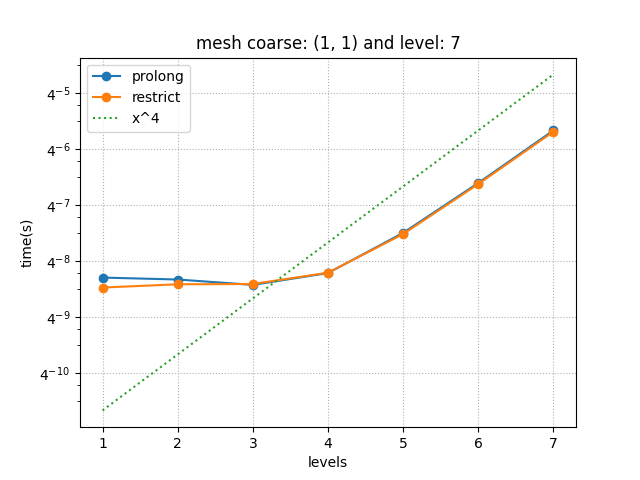 mesh coarse: (1, 1) and level: 7
prolong
restrict
x^4
4⁻⁵
4⁻⁶
4⁻⁷
4⁻⁸
4⁻⁹
4⁻¹⁰
time(s)
1 2 3 4 5 6 7
levels